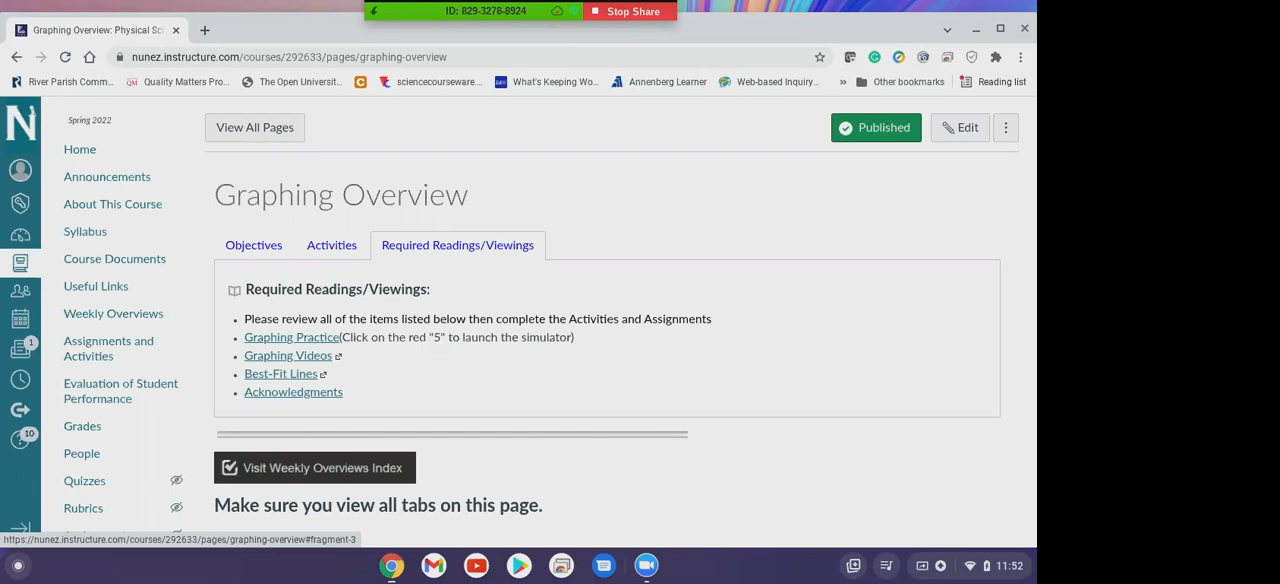 ID: 829-3278-8924
Stop Share
Graphing Overview: Physical Sci
nunez.instructure.com/courses/292633/pages/graphing-overview
River Parish Comm...
Quality Matters Pro...
The Open Universit...
sciencecourseware...
What's Keeping Wo...
Annenberg Learner
Web-based Inquiry...
»
Other bookmarks
Reading list
N
Spring 2022
Home
Announcements
About This Course
Syllabus
Course Documents
Useful Links
Weekly Overviews
Assignments and
Activities
Evaluation of Student
Performance
Grades
People
Quizzes
Rubrics
1
10
View All Pages
Published
Edit
Graphing Overview
Objectives
Activities
Required Readings/Viewings
Required Readings/Viewings:
• Please review all of the items listed below then complete the Activities and Assignments
• Graphing Practice(Click on the red "5" to launch the simulator)
• Graphing Videos
• Best-Fit Lines
• Acknowledgments
Visit Weekly Overviews Index
Make sure you view all tabs on this page.
https://nunez.instructure.com/courses/292633/pages/graphing-overview#fragment-3
11:52